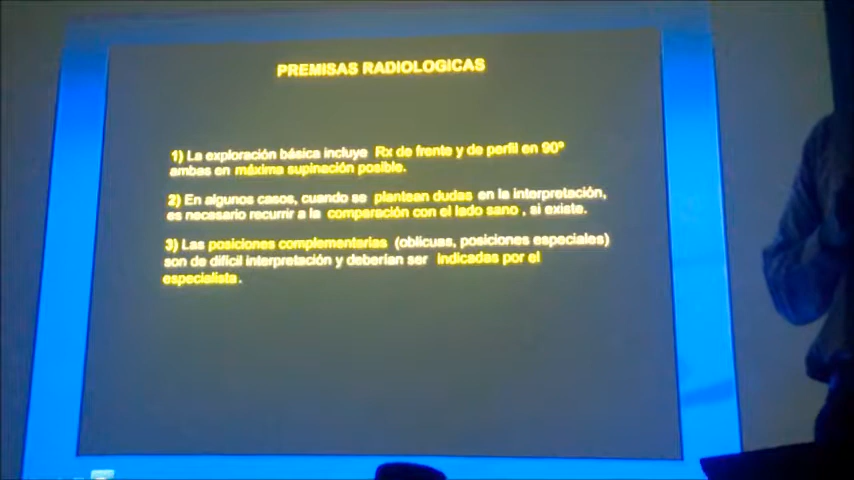 PREMISAS RADIOLOGICAS
1) La exploración básica incluye Rx de frente y de perfil en 90º
ambas en máxima supinación posible.
2) En algunos casos, cuando se plantean dudas en la interpretación,
es necesario recurrir a la comparación con el lado sano , si existe.
3) Las posiciones complementarias (oblicuas, posiciones especiales)
son de difícil interpretación y deberían ser indicadas por el
especialista.